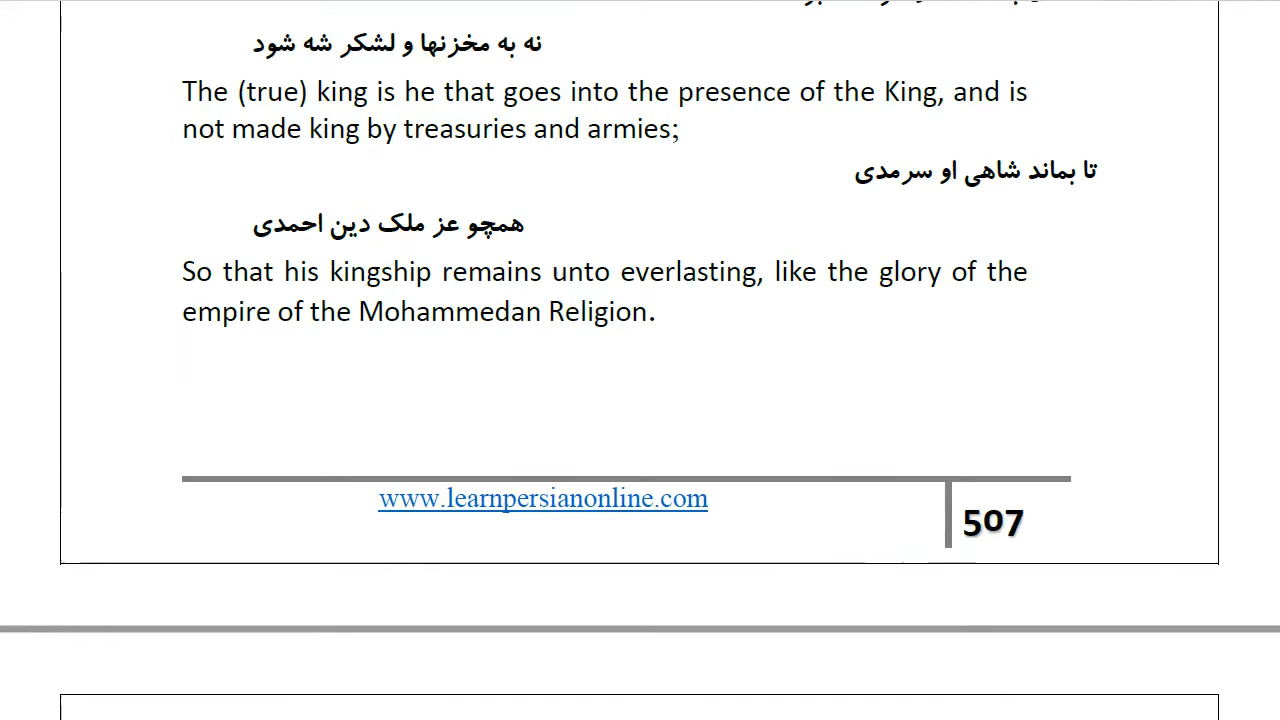 نه به مخزنها و لشکر شه شود
The (true) king is he that goes into the presence of the King, and is
not made king by treasuries and armies;
تا بماند شاهی او سرمدی
همچو عز ملک دین احمدی
So that his kingship remains unto everlasting, like the glory of the
empire of the Mohammedan Religion.
www.learnpersianonline.com
507